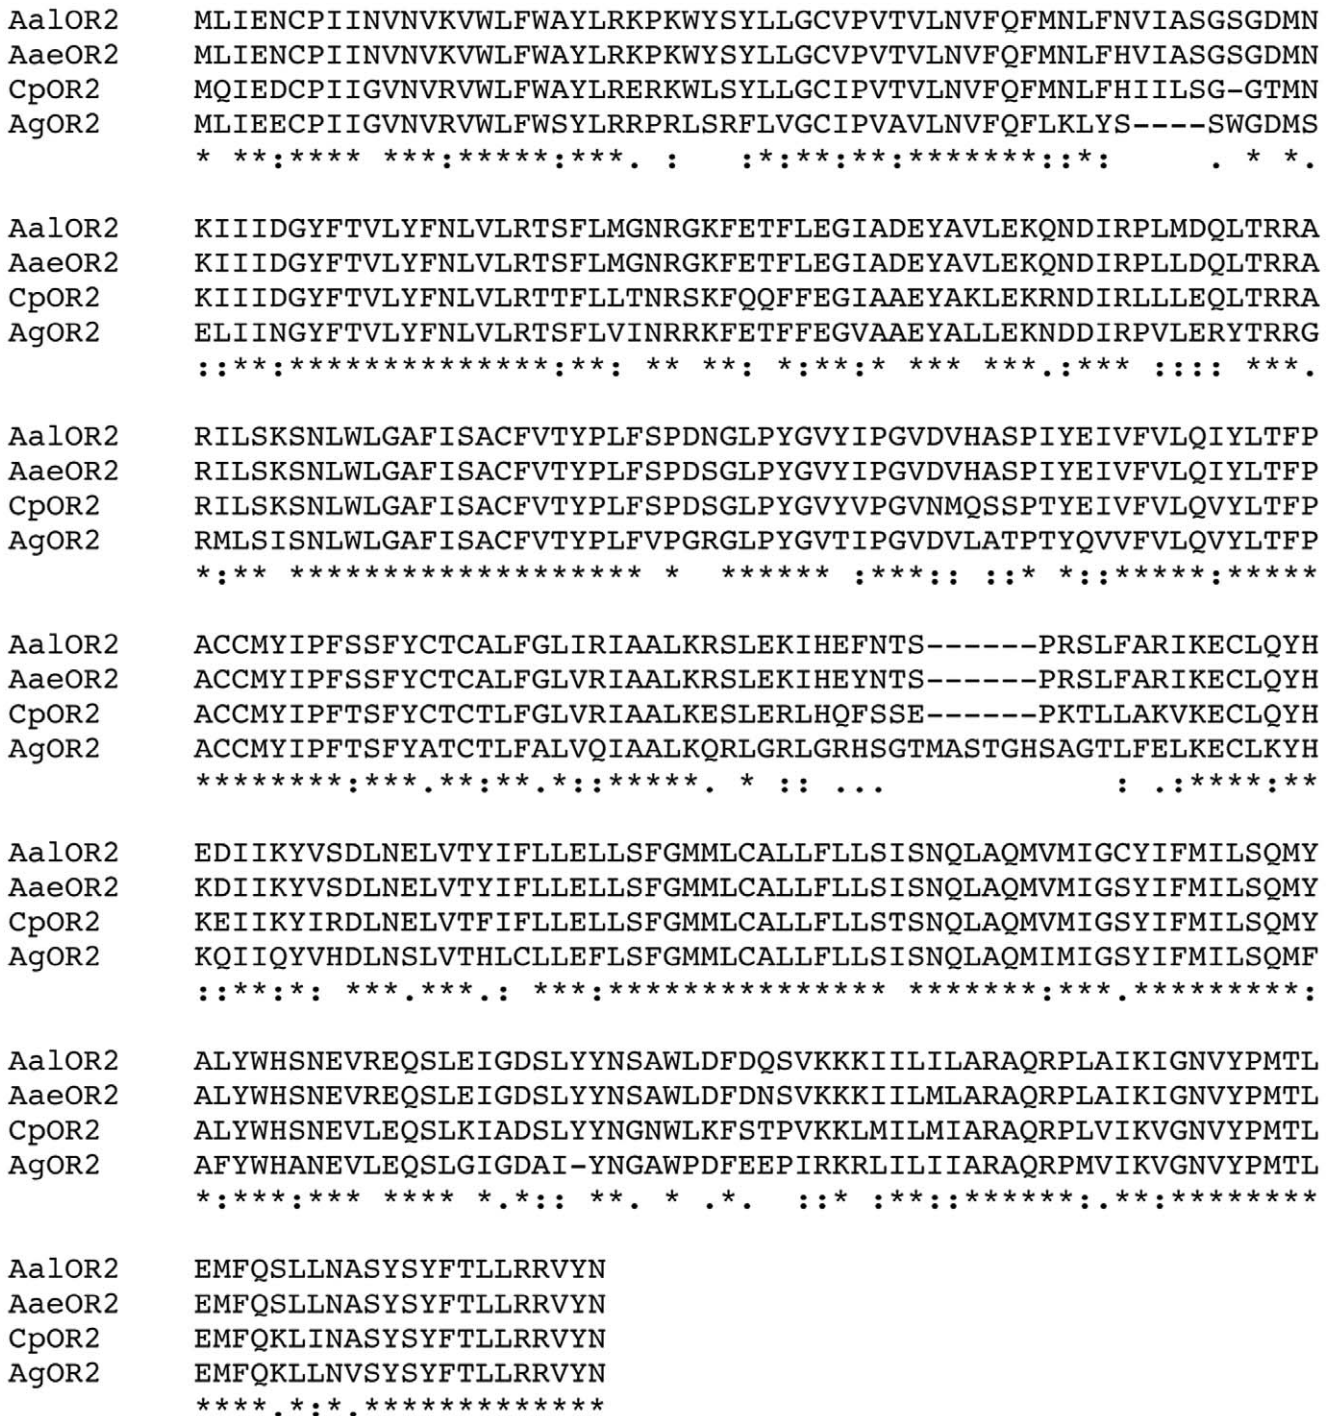 AalOR2 MLIENCPIINVNVKVWLFWAYLRKPKWYSYLLGCVPVTVLNVFQFMNLFNVIASGSGDMN
AaeOR2 MLIENCPIINVNVKVWLFWAYLRKPKWYSYLLGCVPVTVLNVFQFMNLFHVIASGSGDMN
CpOR2 MQIEDCPIIGVNVRVWLFWAYLRERKWLSYLLGCIPVTVLNVFQFMNLFHIILSG-GTMN
AgOR2 MLIEECPIIGVNVRVWLFWSYLRRPRLSRFLVGCIPVAVLNVFQFLKLYS----SWGDMS
* **:**** ***:*****:***. :   :*:**:**:*******::*:     . * *.
AalOR2 KIIIDGYFTVLYFNLVLRTSFLMGNRGKFETFLEGIADEYAVLEKQNDIRPLMDQLTRRA
AaeOR2 KIIIDGYFTVLYFNLVLRTSFLMGNRGKFETFLEGIADEYAVLEKQNDIRPLLDQLTRRA
CpOR2 KIIIDGYFTVLYFNLVLRTTFLLTNRSKFQQFFEGIAAEYAKLEKRNDIRLLLEQLTRRA
AgOR2 ELIINGYFTVLYFNLVLRTSFLVINRRKFETFFEGVAAEYALLEKNDDIRPVLERYTRRG
::**:**************:**: ** **: *:**:* *** ***.:*** :::: ***.
AalOR2 RILSKSNLWLGAFISACFVTYPLFSPDNGLPYGVYIPGVDVHASPIYEIVFVLQIYLTFP
AaeOR2 RILSKSNLWLGAFISACFVTYPLFSPDSGLPYGVYIPGVDVHASPIYEIVFVLQIYLTFP
CpOR2 RILSKSNLWLGAFISACFVTYPLFSPDSGLPYGVYVPGVNMQSSPTYEIVFVLQVYLTFP
AgOR2 RMLSISNLWLGAFISACFVTYPLFVPGRGLPYGVTIPGVDVLATPTYQVVFVLQVYLTFP
*:** ******************* *  ****** :***:: ::* *::*****:*****
AalOR2 ACCMYIPFSSFYCTCALFGLIRIAALKRSLEKIHEFNTS------PRSLFARIKECLQYH
AaeOR2 ACCMYIPFSSFYCTCALFGLVRIAALKRSLEKIHEYNTS------PRSLFARIKECLQYH
CpOR2 ACCMYIPFTSFYCTCTLFGLVRIAALKESLERLHQFSSE------PKTLLAKVKECLQYH
AgOR2 ACCMYIPFTSFYATCTLFALVQIAALKQRLGRLGRHSGTMASTGHSAGTLFELKECLKYH
********:***.**:**.*::*****. * :: ...            : .:****:**
AalOR2 EDIIKYVSDLNELVTYIFLLELLSFGMMLCALLFLLSISNQLAQMVMIGCYIFMILSQMY
AaeOR2 KDIIKYVSDLNELVTYIFLLELLSFGMMLCALLFLLSISNQLAQMVMIGSYIFMILSQMY
CpOR2 KEIIKYIRDLNELVTFIFLLELLSFGMMLCALLFLLSTSNQLAQMVMIGSYIFMILSQMY
AgOR2 KQIIQYVHDLNSLVTHLCLLEFLSFGMMLCALLFLLSISNQLAQMIMIGSYIFMILSQMF
::**:*: ***.***.: ***:*************** *******:***.*********:
AalOR2 ALYWHSNEVREQSLEIGDSLYYNSAWLDFDQSVKKKIILILARAQRPLAIKIGNVYPMTL
AaeOR2 ALYWHSNEVREQSLEIGDSLYYNSAWLDFDNSVKKKIILMLARAQRPLAIKIGNVYPMTL
CpOR2 ALYWHSNEVLEQSLKIADSLYYNGNWLKFSTPVKKLMILMIARAQRPLVIKVGNVYPMTL
AgOR2 AFYWHANEVLEQSLGIGDAI-YNGAWPDFEEPIRKRLILIIARAQRPMVIKVGNVYPMTL
*:***:*** **** *.*:: **. * .*.  ::* :**::******:.**:********
AalOR2 EMFQSLLNASYSYFTLLRRVYN
AaeOR2 EMFQSLLNASYSYFTLLRRVYN
CpOR2 EMFQKLINASYSYFTLLRRVYN
AgOR2 EMFQKLLNVSYSYFTLLRRVYN
****.*:*.*************